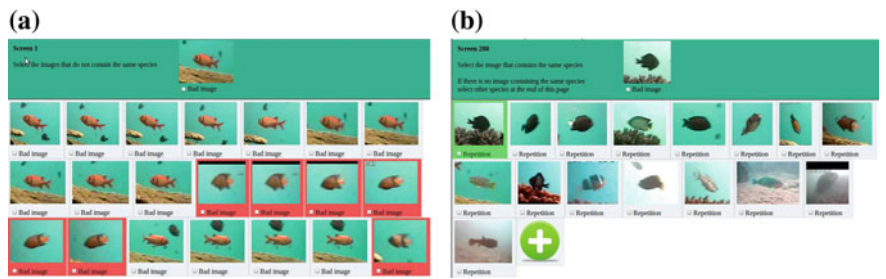 (a)
Screen 1
Select the images that do not contain the same species
Bad image
Bad image Bad image Bad image Bad image Bad image Bad image Bad image
Bad image Bad image Bad image Bad image Bad image Bad image Bad image
Bad image Bad image Bad image Bad image Bad image Bad image Bad image
(b)
Screen 208
Select the image that contains the same species
If there is no image containing the same species
select other species at the end of this page
Bad image
Repetition Repetition Repetition Repetition Repetition Repetition Repetition Repetition
Repetition Repetition Repetition Repetition Repetition Repetition Repetition
Repetition